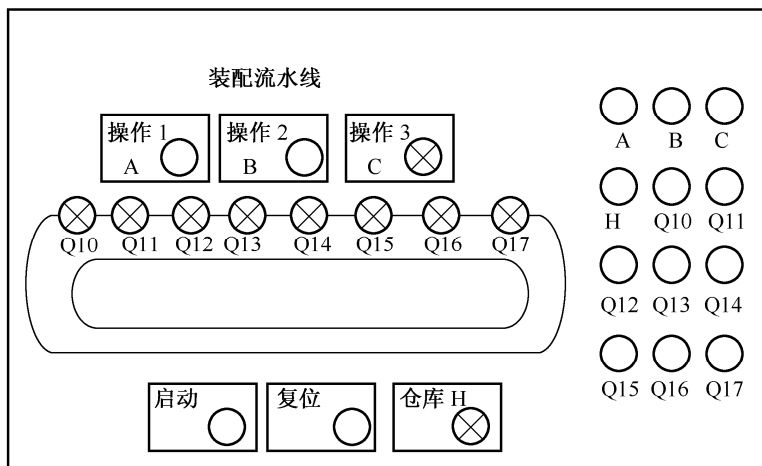 装配流水线
操作 1
A
操作 2
B
操作 3
C
Q10 Q11 Q12 Q13 Q14 Q15 Q16 Q17
启动
复位
仓库 H
A B C
H Q10 Q11
Q12 Q13 Q14
Q15 Q16 Q17